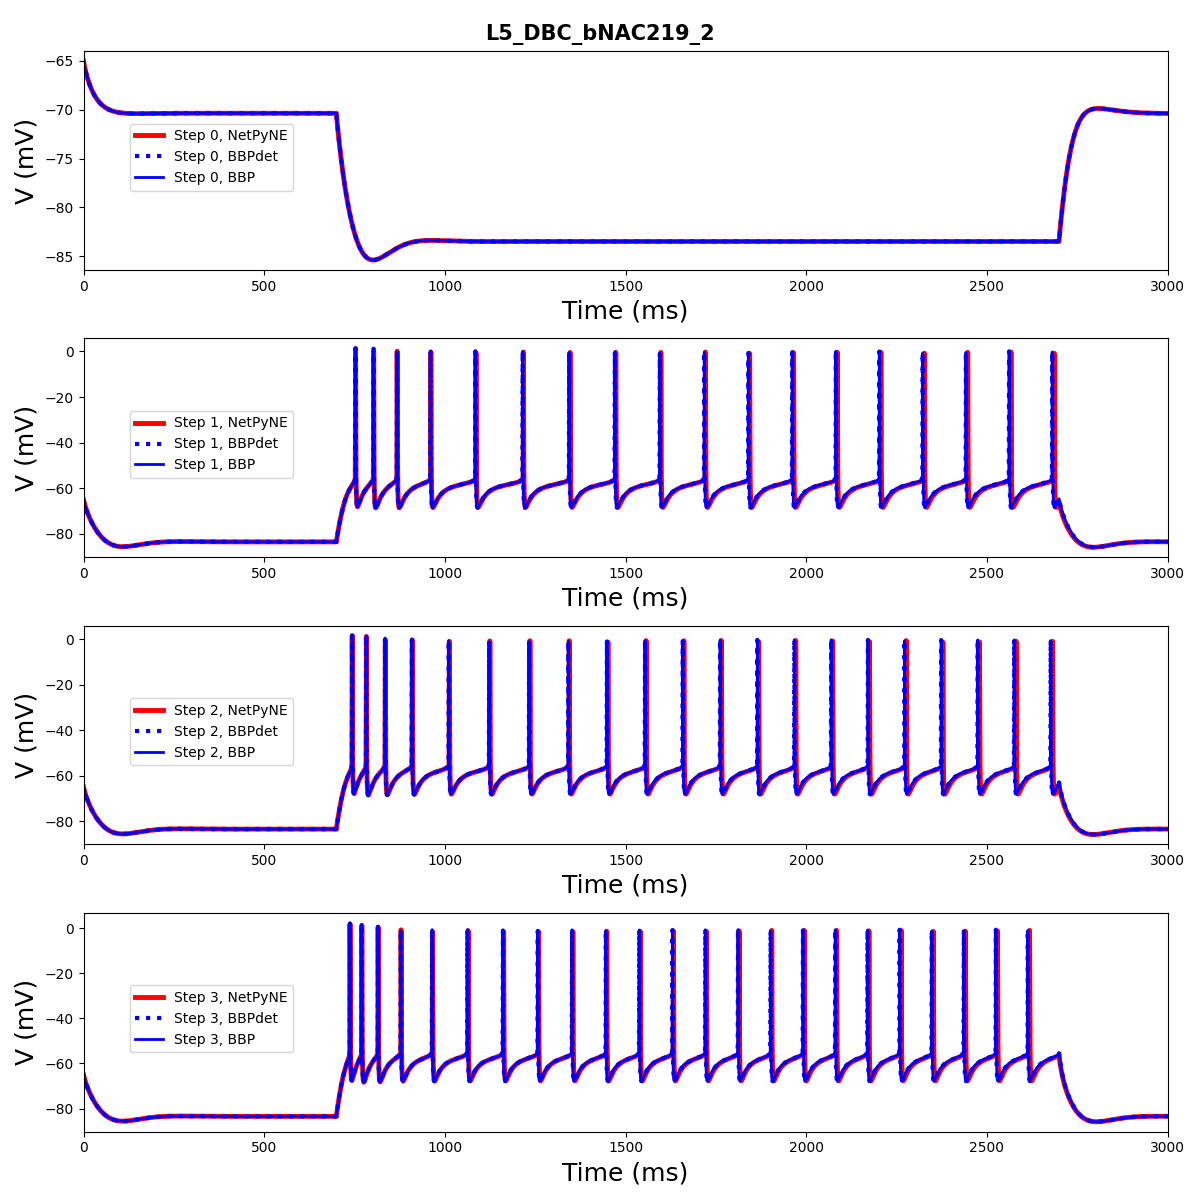 L5_DBC_bNAC219_2
−65
−70
−75
−80
−85
V (mV)
Step 0, NetPyNE
Step 0, BBPdet
Step 0, BBP
0 500 1000 1500 2000 2500 3000
Time (ms)
0
−20
−40
−60
−80
V (mV)
Step 1, NetPyNE
Step 1, BBPdet
Step 1, BBP
0 500 1000 1500 2000 2500 3000
Time (ms)
0
−20
−40
−60
−80
V (mV)
Step 2, NetPyNE
Step 2, BBPdet
Step 2, BBP
0 500 1000 1500 2000 2500 3000
Time (ms)
0
−20
−40
−60
−80
V (mV)
Step 3, NetPyNE
Step 3, BBPdet
Step 3, BBP
0 500 1000 1500 2000 2500 3000
Time (ms)